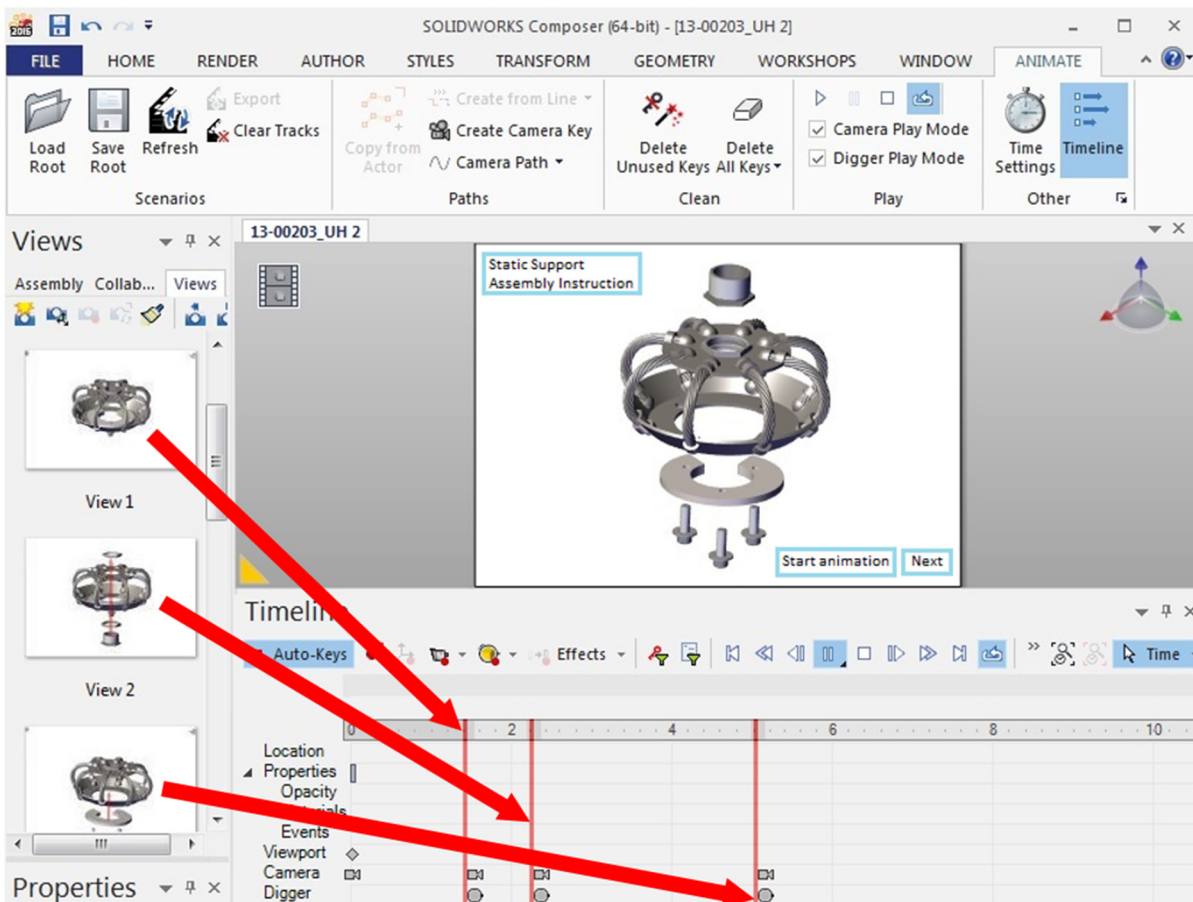 2016
SOLIDWORKS Composer (64-bit) - [13-00203_UH 2]
FILE HOME RENDER AUTHOR STYLES TRANSFORM GEOMETRY WORKSHOPS WINDOW ANIMATE
Load Root
Save Root
Refresh
Export
Clear Tracks
Scenarios
Copy from Actor
Create from Line
Create Camera Key
Camera Path
Paths
Delete Unused Keys
Delete All Keys
Clean
Camera Play Mode
Digger Play Mode
Play
Time Settings
Timeline
Other
Views
Assembly Collab... Views
View 1
View 2
Properties
13-00203_UH 2
Static Support
Assembly Instruction
Start animation
Next
Auto-Keys
Effects
Time
0 2 4 6 8 10
Location
Properties
Opacity
Events
Viewport
Camera
Digger